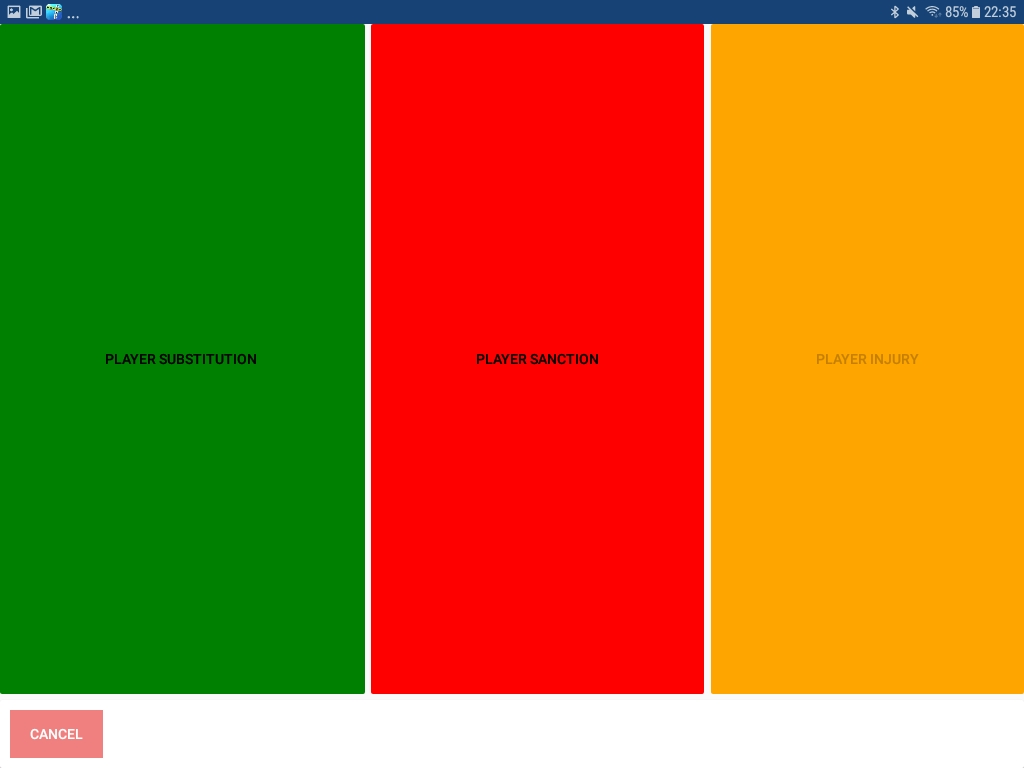 ... 85% 22:35
PLAYER SUBSTITUTION
PLAYER SANCTION
PLAYER INJURY
CANCEL